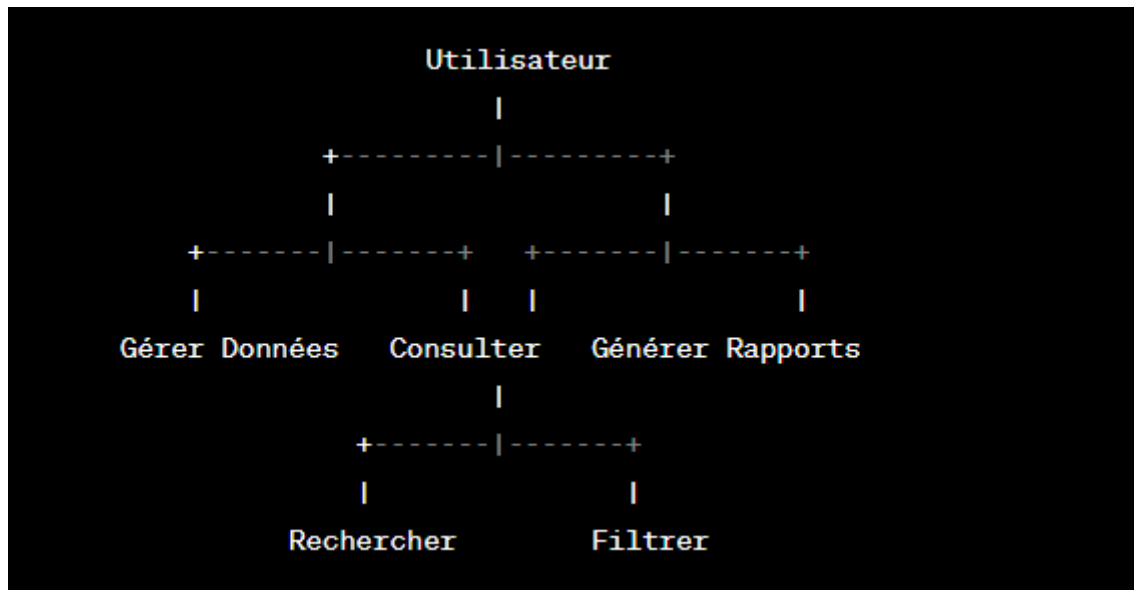 Utilisateur
|
+---------|---------+
| |
+-------|-------+ +-------|-------+
| | | |
Gérer Données Consulter Générer Rapports
|
+-------|-------+
| |
Rechercher Filtrer